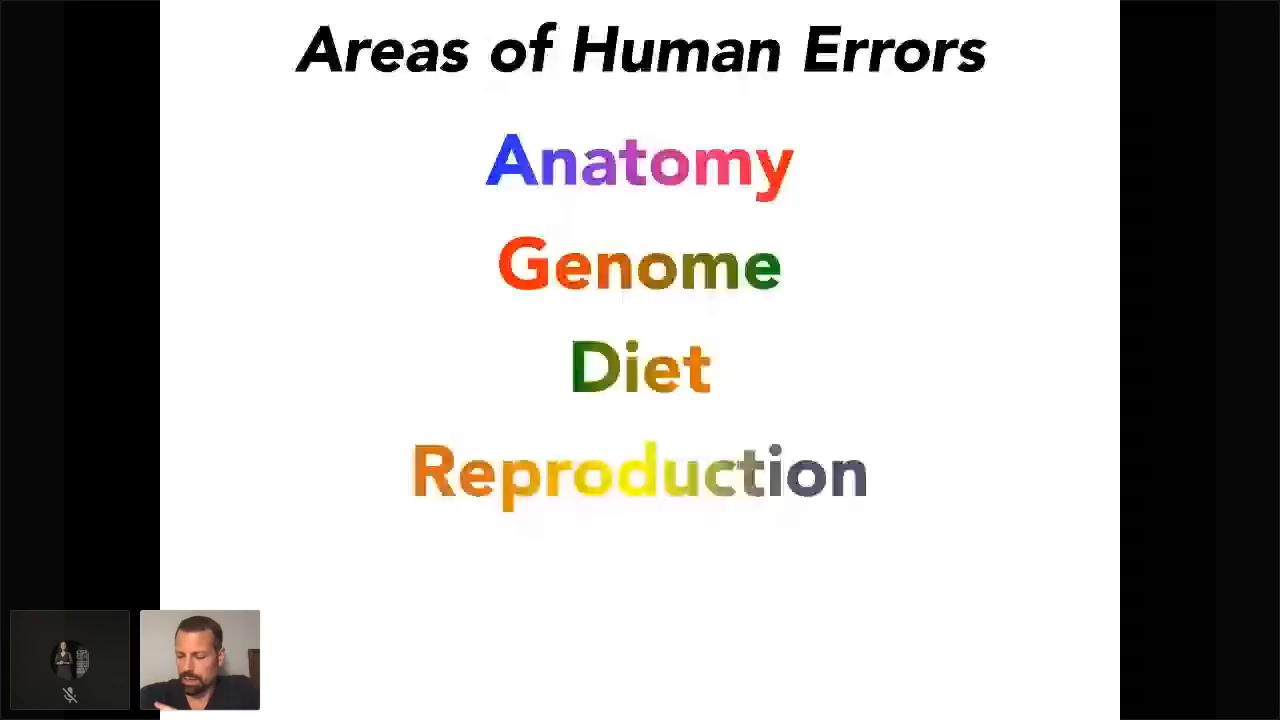 Areas of Human Errors
Anatomy
Genome
Diet
Reproduction